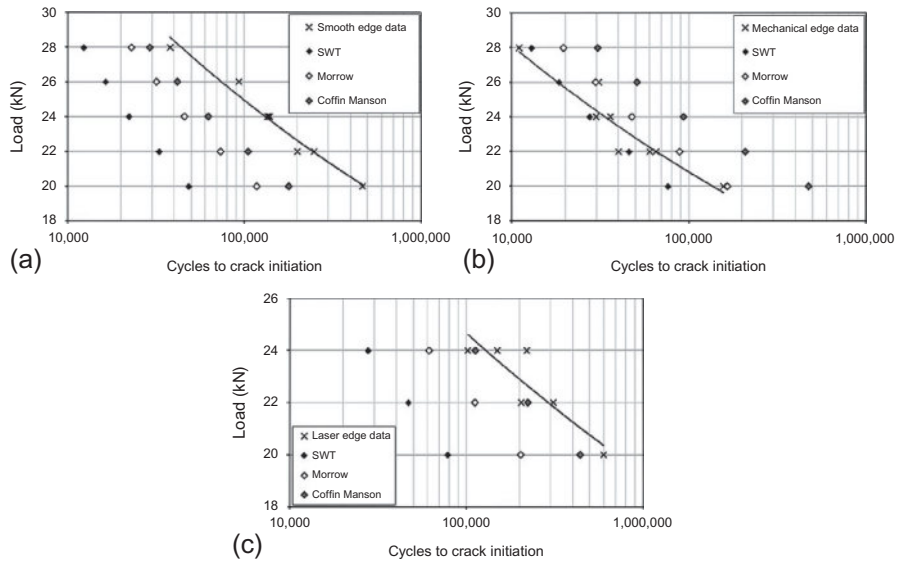 30
28
26
24
22
20
18
Load (kN)
10,000
100,000
1,000,000
Cycles to crack initiation
(a)
Smooth edge data
SWT
Morrow
Coffin Manson
30
28
26
24
22
20
18
Load (kN)
10,000
100,000
1,000,000
Cycles to crack initiation
(b)
Mechanical edge data
SWT
Morrow
Coffin Manson
26
24
22
20
18
Load (kN)
Laser edge data
SWT
Morrow
Coffin Manson
10,000
100,000
1,000,000
Cycles to crack initiation
(c)